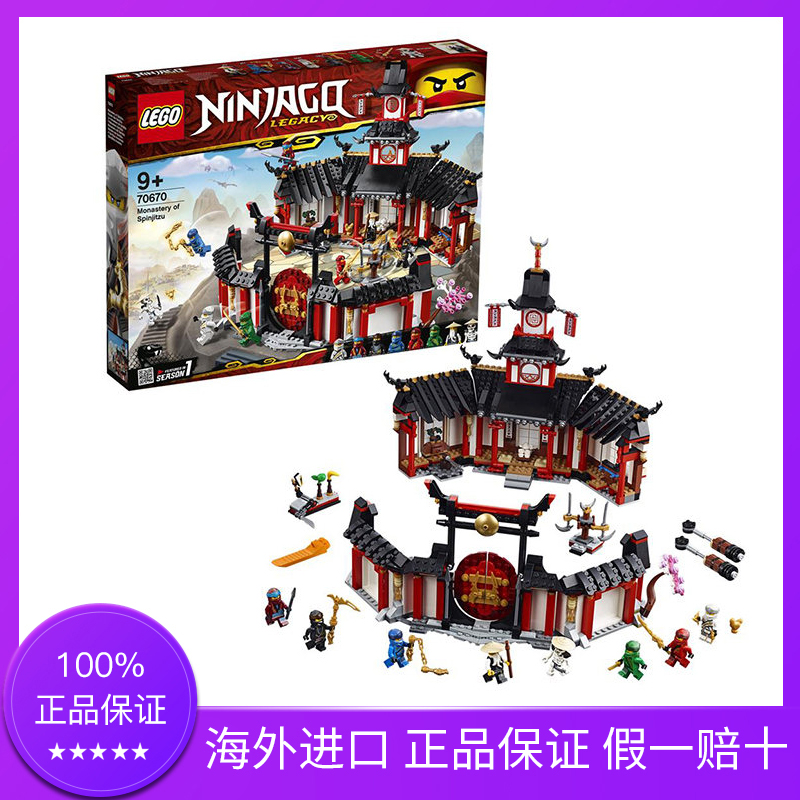 LEGO
NINJAGO
LEGACY
9+
70670
Monastery of
Spinjitzu
SEASON 1
100%
正品保证
★★★★★
海外进口 正品保证 假一赔十